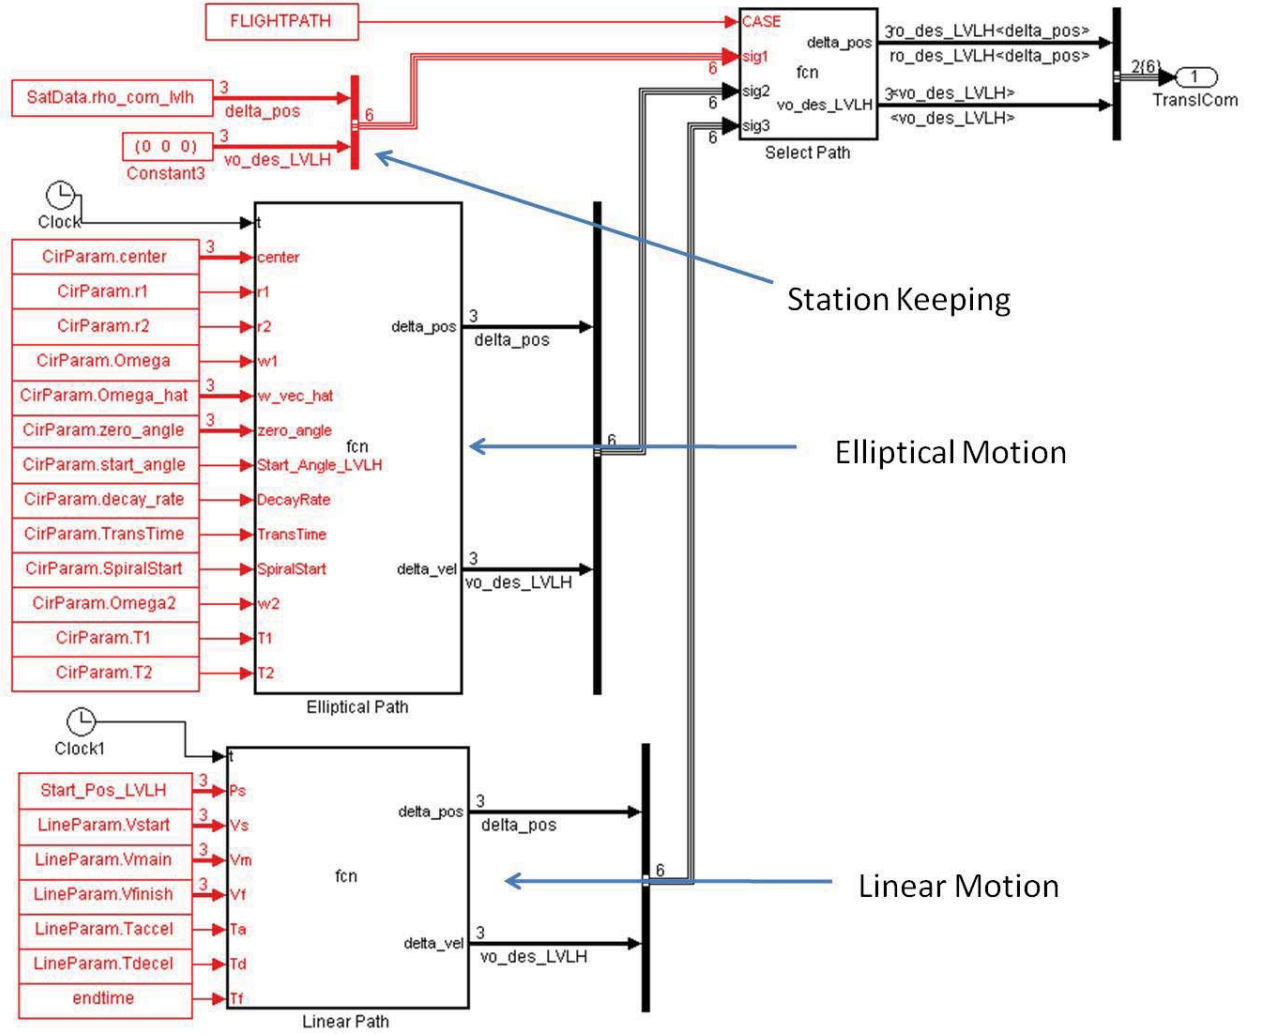 FLIGHTPATH
CASE
sig1
6
sig2
6
sig3
6
delta_pos
fcn
vo_des_LVLH
Select Path
3ro_des_LVLH<delta_pos>
ro_des_LVLH<delta_pos>
3<vo_des_LVLH>
<vo_des_LVLH>
2{6}
1
TranslCom
SatData.rho_com_lvlh
3
delta_pos
(0 0 0)
3
vo_des_LVLH
Constant3
6
Station Keeping
Clock
t
CirParam.center
3
center
CirParam.r1
r1
CirParam.r2
r2
CirParam.Omega
w1
CirParam.Omega_hat
3
w_vec_hat
CirParam.zero_angle
3
zero_angle
CirParam.start_angle
Start_Angle_LVLH
CirParam.decay_rate
DecayRate
CirParam.TransTime
TransTime
CirParam.SpiralStart
SpiralStart
CirParam.Omega2
w2
CirParam.T1
T1
CirParam.T2
T2
fcn
delta_pos
3
delta_pos
delta_vel
3
vo_des_LVLH
6
Elliptical Path
Elliptical Motion
Clock1
t
Start_Pos_LVLH
3
Ps
LineParam.Vstart
3
Vs
LineParam.Vmain
3
Vm
LineParam.Vfinish
3
Vf
LineParam.Taccel
Ta
LineParam.Tdecel
Td
endtime
Tf
fcn
delta_pos
3
delta_pos
delta_vel
3
vo_des_LVLH
6
Linear Path
Linear Motion